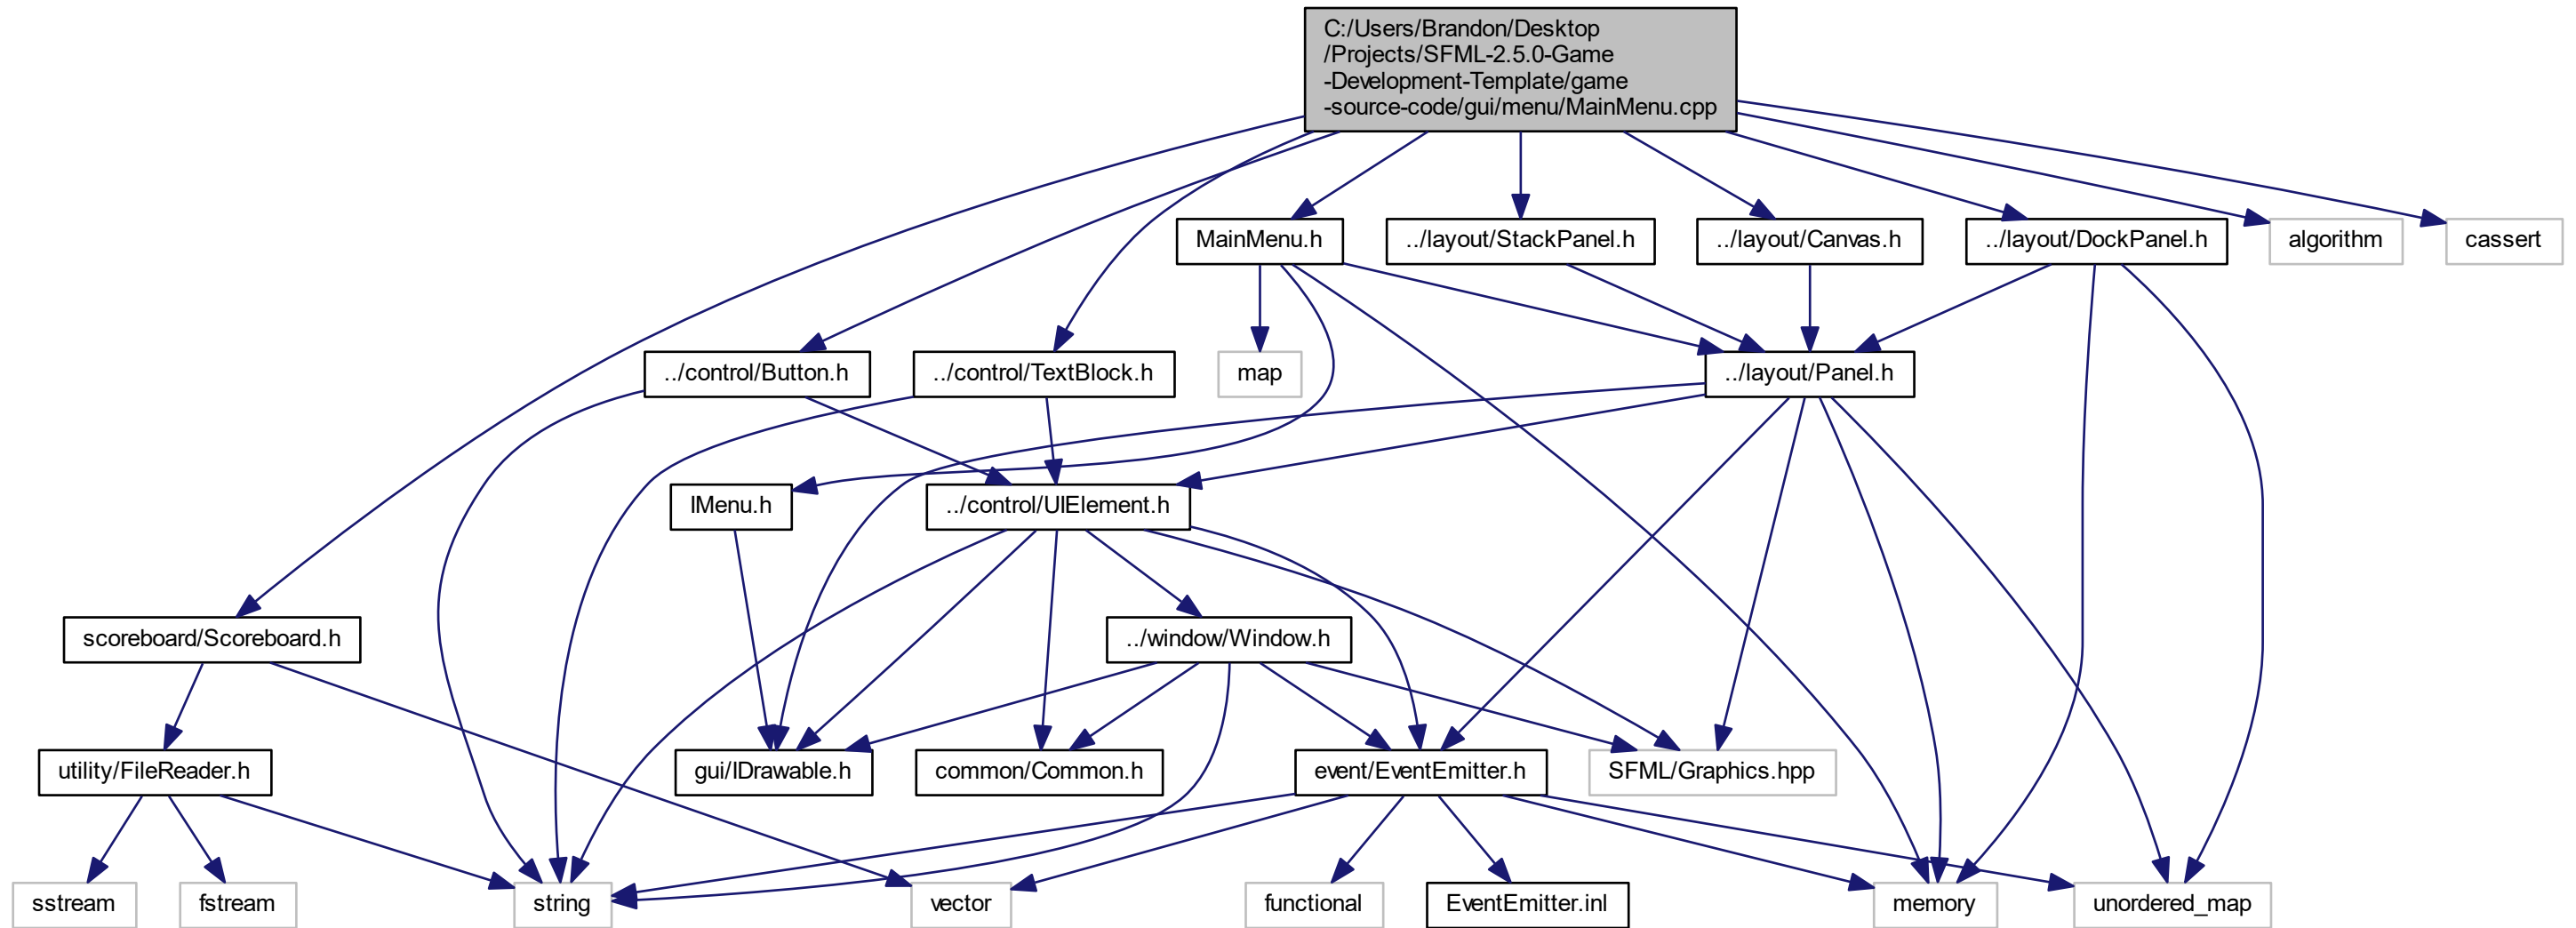 C:/Users/Brandon/Desktop
/Projects/SFML-2.5.0-Game
-Development-Template/game
-source-code/gui/menu/MainMenu.cpp
MainMenu.h
../layout/StackPanel.h
../layout/Canvas.h
../layout/DockPanel.h
algorithm
cassert
../control/Button.h
../control/TextBlock.h
map
../layout/Panel.h
IMenu.h
../control/UIElement.h
scoreboard/Scoreboard.h
../window/Window.h
utility/FileReader.h
gui/IDrawable.h
common/Common.h
event/EventEmitter.h
SFML/Graphics.hpp
sstream
fstream
string
vector
functional
EventEmitter.inl
memory
unordered_map